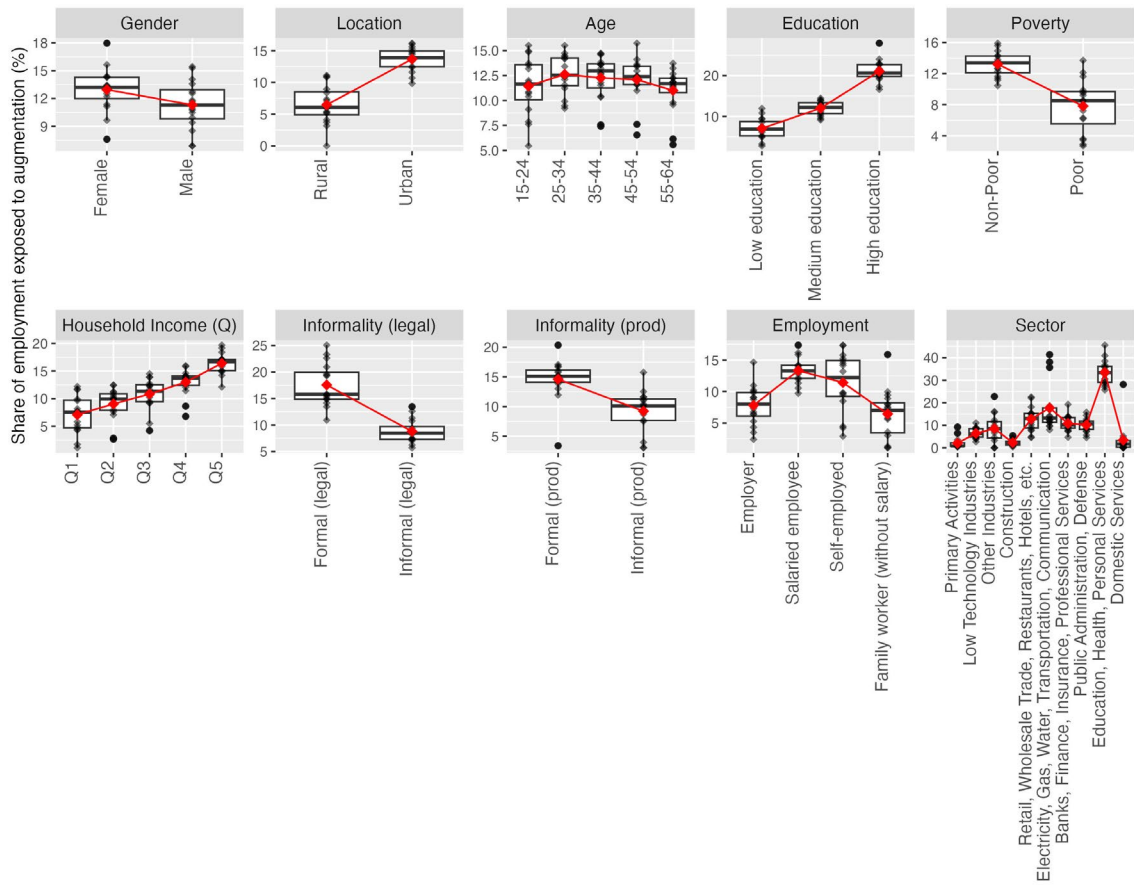 Share of employment exposed to augmentation (%)
Gender
18
15
12
9
Female
Male
Location
15
10
5
0
Rural
Urban
Age
15.0
12.5
10.0
7.5
5.0
15-24
25-34
35-44
45-54
55-64
Education
20
10
Low education
Medium education
High education
Poverty
16
12
8
4
Non-Poor
Poor
Household Income (Q)
20
15
10
5
Q1
Q2
Q3
Q4
Q5
Informality (legal)
25
20
15
10
5
Formal (legal)
Informal (legal)
Informality (prod)
20
15
10
5
Formal (prod)
Informal (prod)
Employment
15
10
5
Employer
Salaried employee
Self-employed
Family worker (without salary)
Sector
40
30
20
10
0
Primary Activities
Low Technology Industries
Other Industries
Construction
Retail, Wholesale Trade, Restaurants, Hotels, etc.
Electricity, Gas, Water, Transportation, Communication
Banks, Finance, Insurance, Professional Services
Public Administration, Defense
Education, Health, Personal Services
Domestic Services